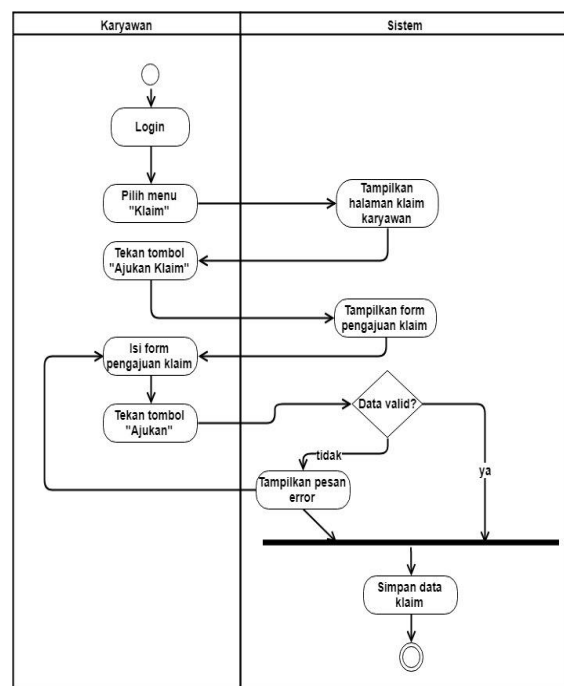 Karyawan
Sistem
Login
Pilih menu
"Klaim"
Tampilkan
halaman klaim
karyawan
Tekan tombol
"Ajukan Klaim"
Tampilkan form
pengajuan klaim
Isi form
pengajuan klaim
Tekan tombol
"Ajukan"
Data valid?
tidak
ya
Tampilkan pesan
error
Simpan data
klaim